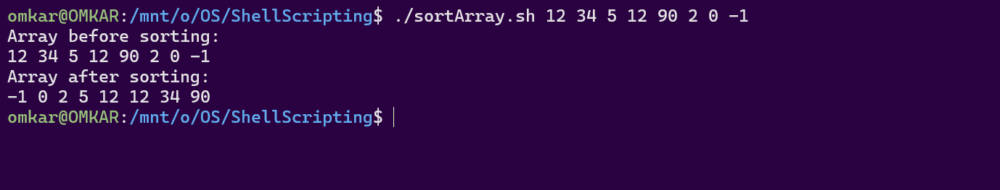 omkar@OMKAR:/mnt/o/OS/ShellScripting$ ./sortArray.sh 12 34 5 12 90 2 0 -1
Array before sorting:
12 34 5 12 90 2 0 -1
Array after sorting:
-1 0 2 5 12 12 34 90
omkar@OMKAR:/mnt/o/OS/ShellScripting$